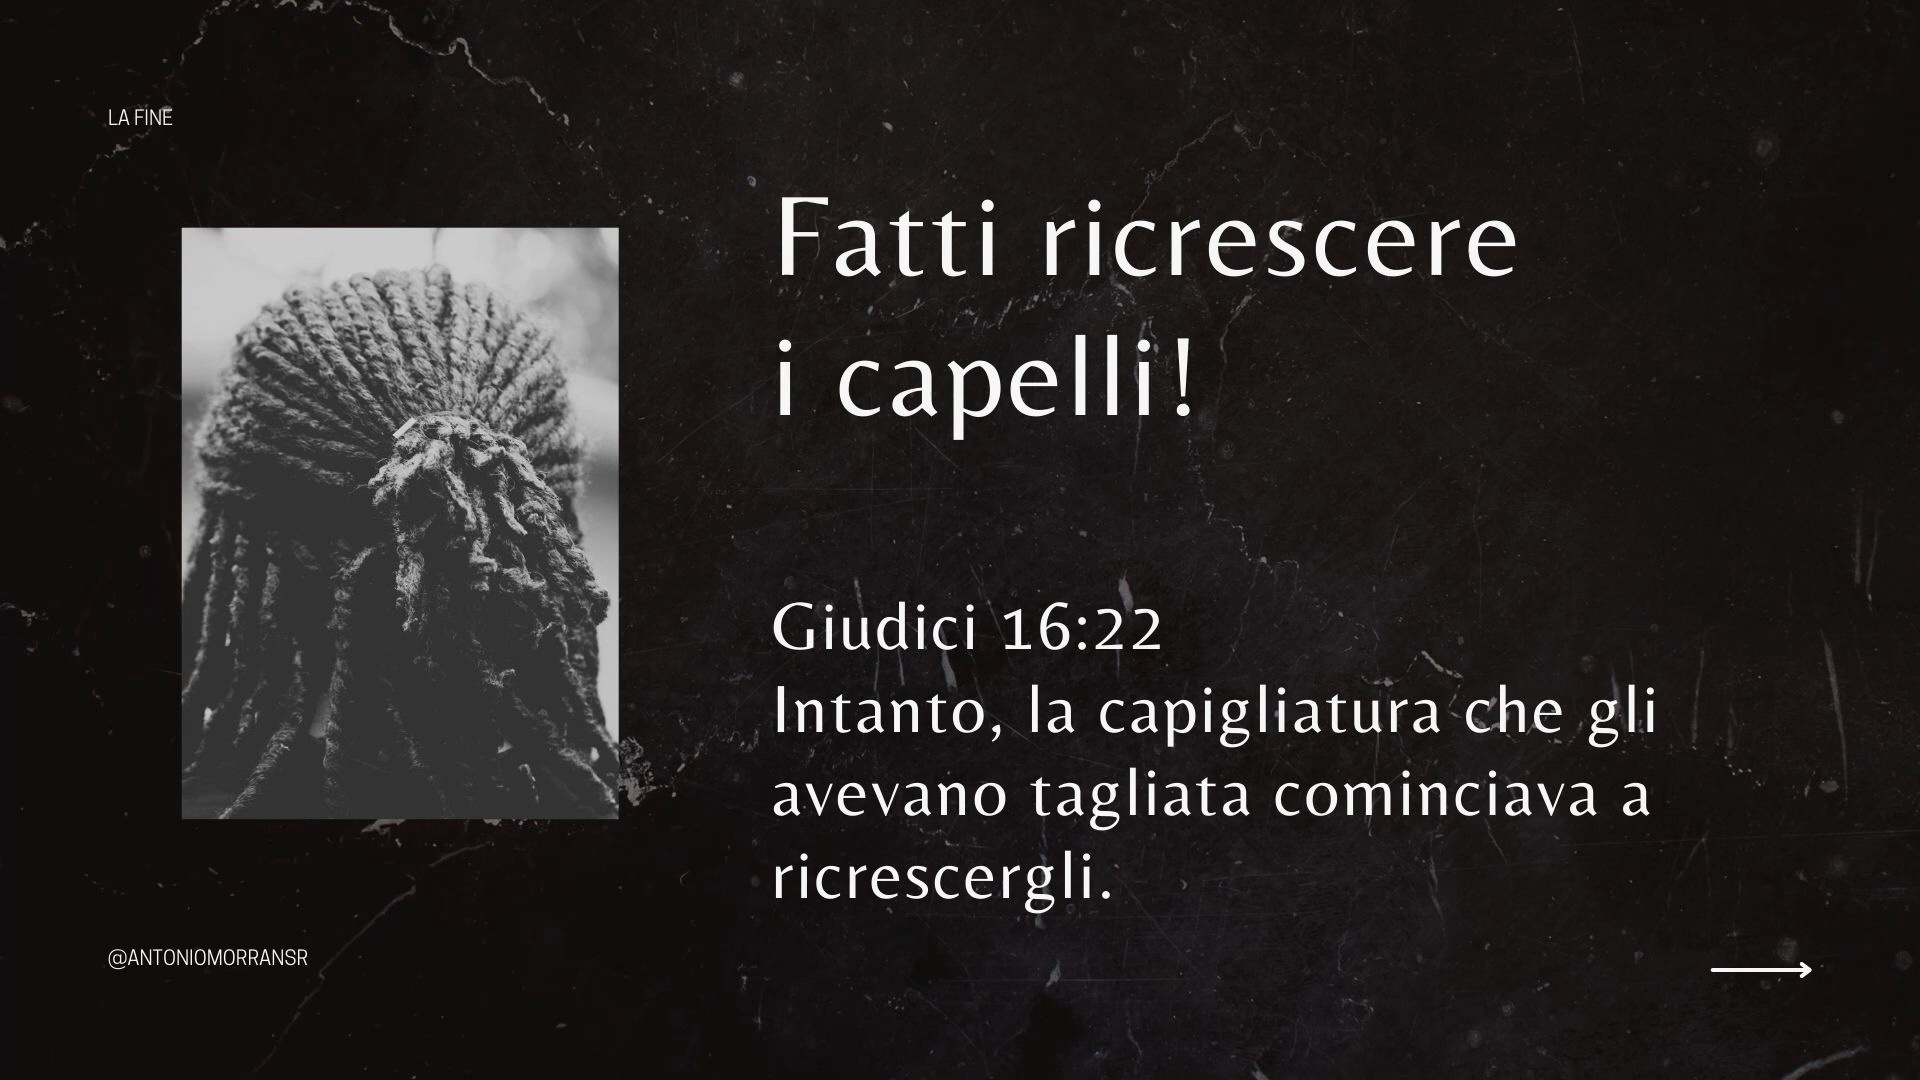 LA FINE
Fatti ricrescere
i capelli!
Giudici 16:22
Intanto, la capigliatura che gli
avevano tagliata cominciava a
ricrescergli.
@ANTONIOMORRANSR